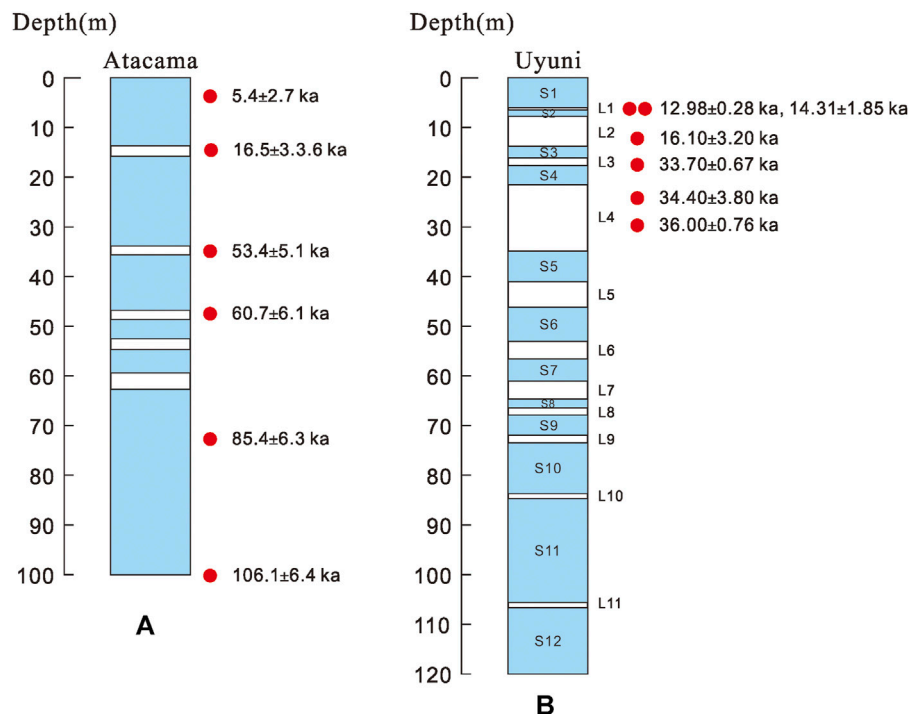 Depth(m)
Atacama
0
10
20
30
40
50
60
70
80
90
100
5.4±2.7 ka
16.5±3.3.6 ka
53.4±5.1 ka
60.7±6.1 ka
85.4±6.3 ka
106.1±6.4 ka
A
Depth(m)
Uyuni
0
10
20
30
40
50
60
70
80
90
100
110
120
S1
S2
S3
S4
S5
S6
S7
S8
S9
S10
S11
S12
L1
L2
L3
L4
L5
L6
L7
L8
L9
L10
L11
12.98±0.28 ka, 14.31±1.85 ka
16.10±3.20 ka
33.70±0.67 ka
34.40±3.80 ka
36.00±0.76 ka
B